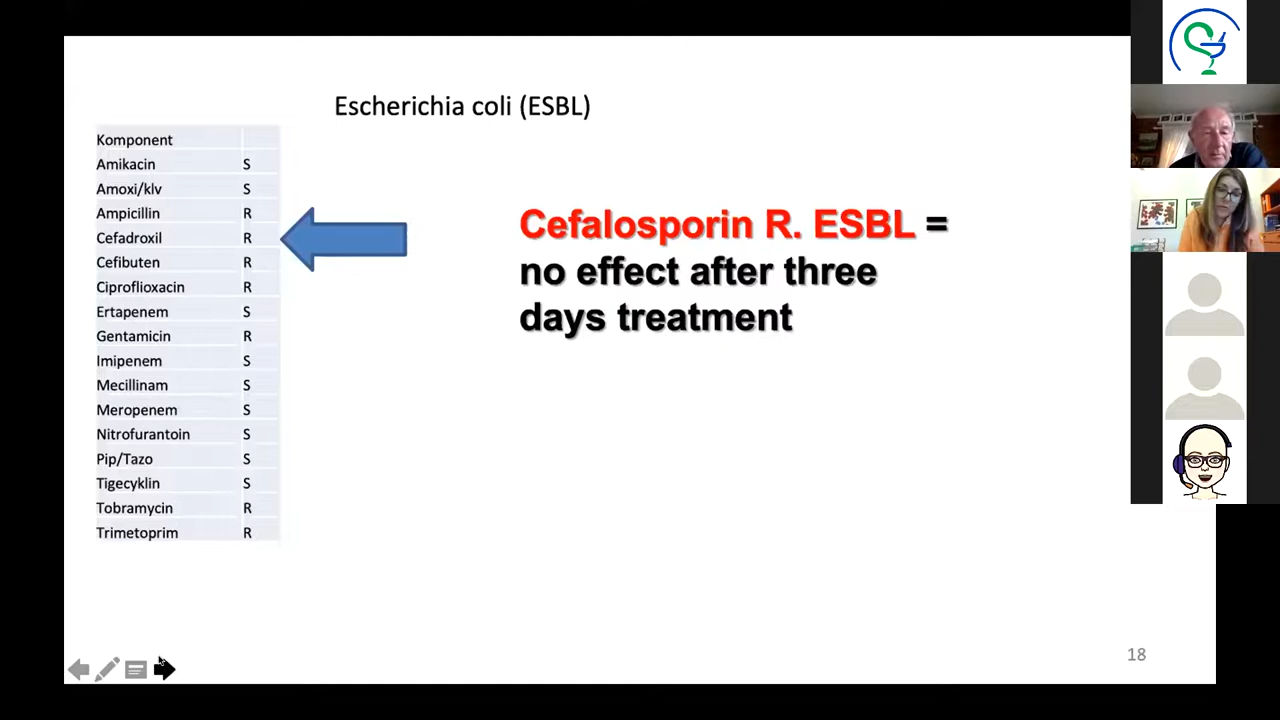 Escherichia coli (ESBL)
Komponent
Amikacin S
Amoxi/klv S
Ampicillin R
Cefadroxil R
Cefibuten R
Ciproflioxacin R
Ertapenem S
Gentamicin R
Imipenem S
Mecillinam S
Meropenem S
Nitrofurantoin S
Pip/Tazo S
Tigecyklin S
Tobramycin R
Trimetoprim R
Cefalosporin R. ESBL =
no effect after three
days treatment
18